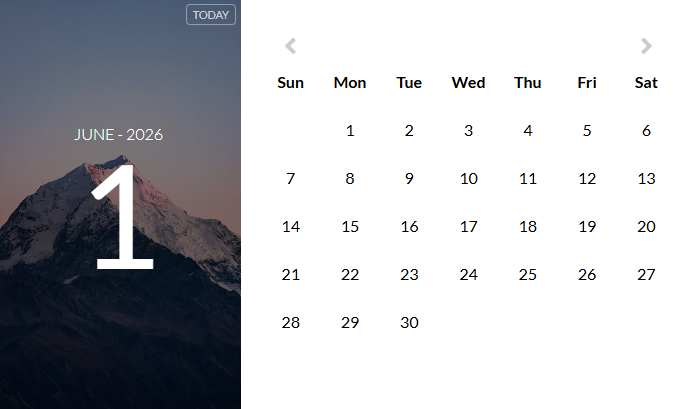 TODAY
JUNE - 2026
1
Sun Mon Tue Wed Thu Fri Sat
1 2 3 4 5 6
7 8 9 10 11 12 13
14 15 16 17 18 19 20
21 22 23 24 25 26 27
28 29 30